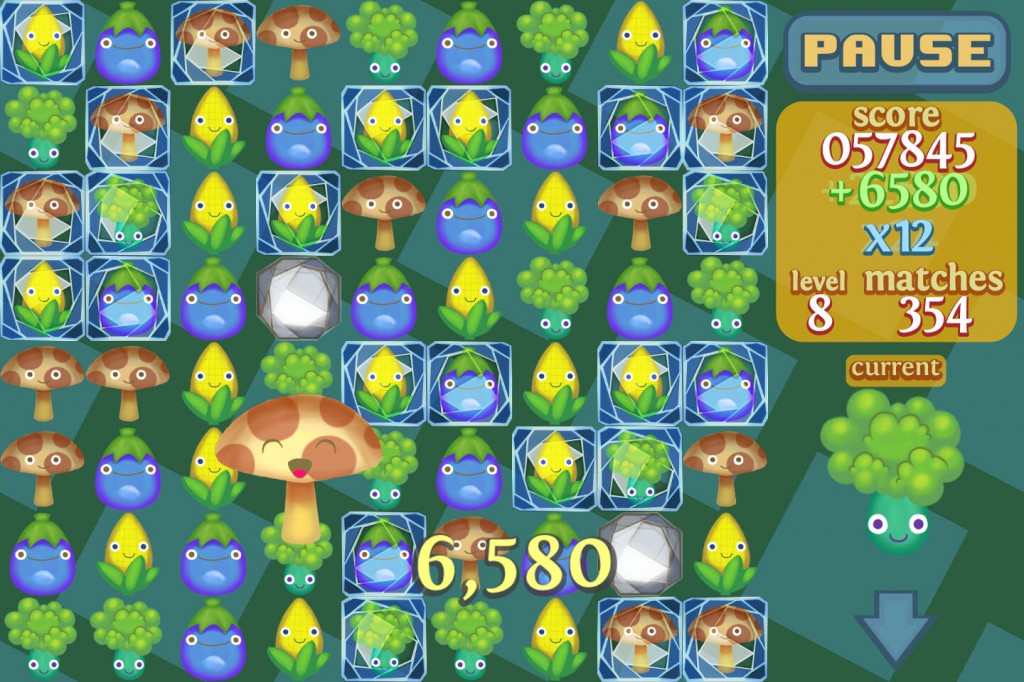 PAUSE
score
057845
+6580
x12
level matches
8 354
current
6,580